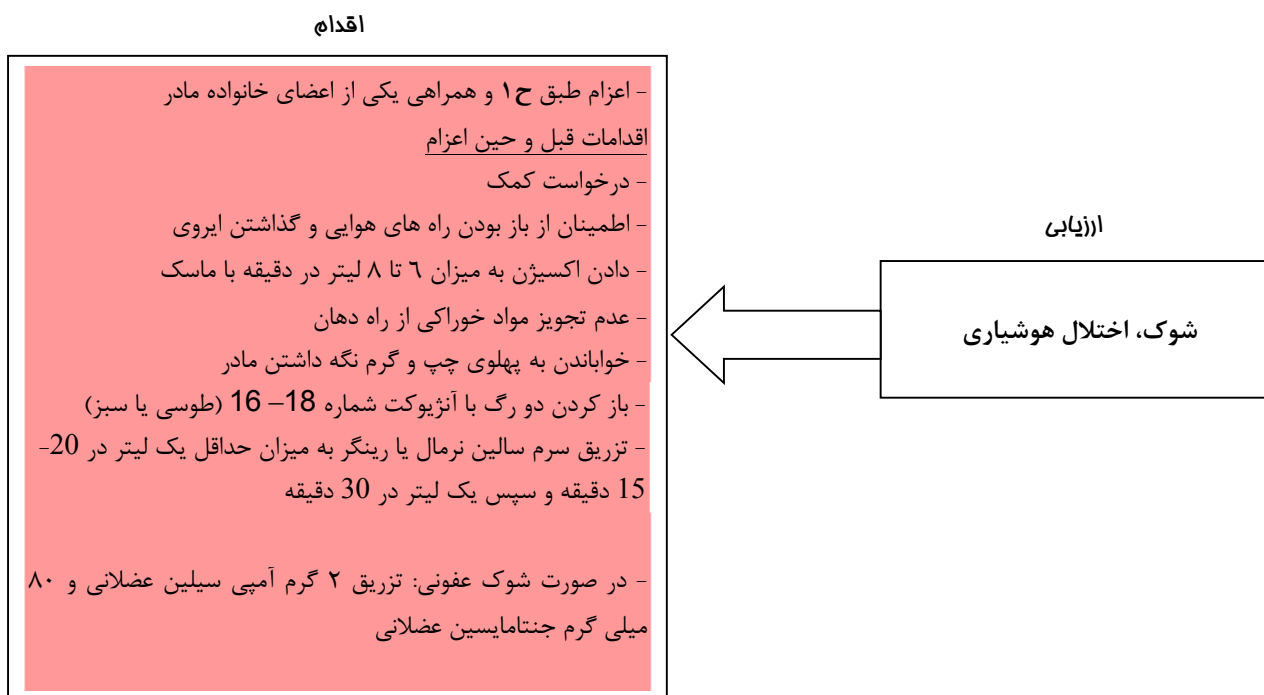 اقدام
- اعزام طبق ح۱ و همراهی یکی از اعضای خانواده مادر
اقدامات قبل و حین اعزام
- درخواست کمک
- اطمینان از باز بودن راه های هوایی و گذاشتن ایروی
- دادن اکسیژن به میزان ٦ تا ۸ لیتر در دقیقه با ماسک
- عدم تجویز مواد خوراکی از راه دهان
- خواباندن به پهلوی چپ و گرم نگه داشتن مادر
- باز کردن دو رگ با آنژیوکت شماره 18– 16 (طوسی یا سبز)
- تزریق سرم سالین نرمال یا رینگر به میزان حداقل یک لیتر در 20-
15 دقیقه و سپس یک لیتر در 30 دقیقه
- در صورت شوک عفونی: تزریق ۲ گرم آمپی سیلین عضلانی و ۸۰
میلی گرم جنتامایسین عضلانی
ارزیابی
شوک، اختلال هوشیاری